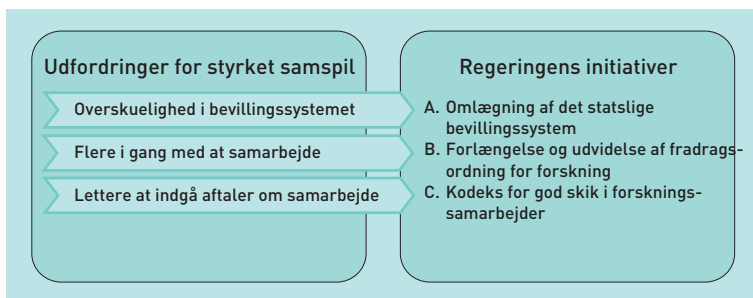 Udfordringer for styrket samspil
Overskuelighed i bevillingssystemet
Flere i gang med at samarbejde
Lettere at indgå aftaler om samarbejde
Regeringens initiativer
A. Omlægning af det statslige
bevillingssystem
B. Forlængelse og udvidelse af fradrags-
ordning for forskning
C. Kodeks for god skik i forsknings-
samarbejder